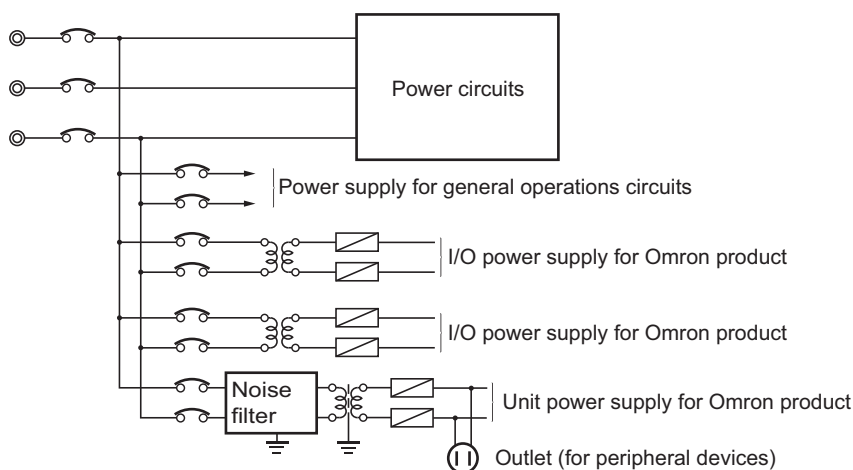 Power circuits
Power supply for general operations circuits
I/O power supply for Omron product
I/O power supply for Omron product
Noise
filter
Unit power supply for Omron product
Outlet (for peripheral devices)